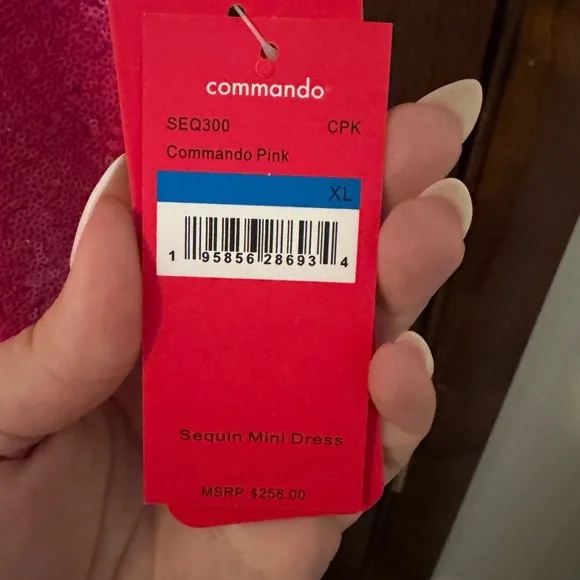 commando
SEQ300 CPK
Commando Pink
XL
1 95856 28693 4
Sequin Mini Dress
MSRP $258.00